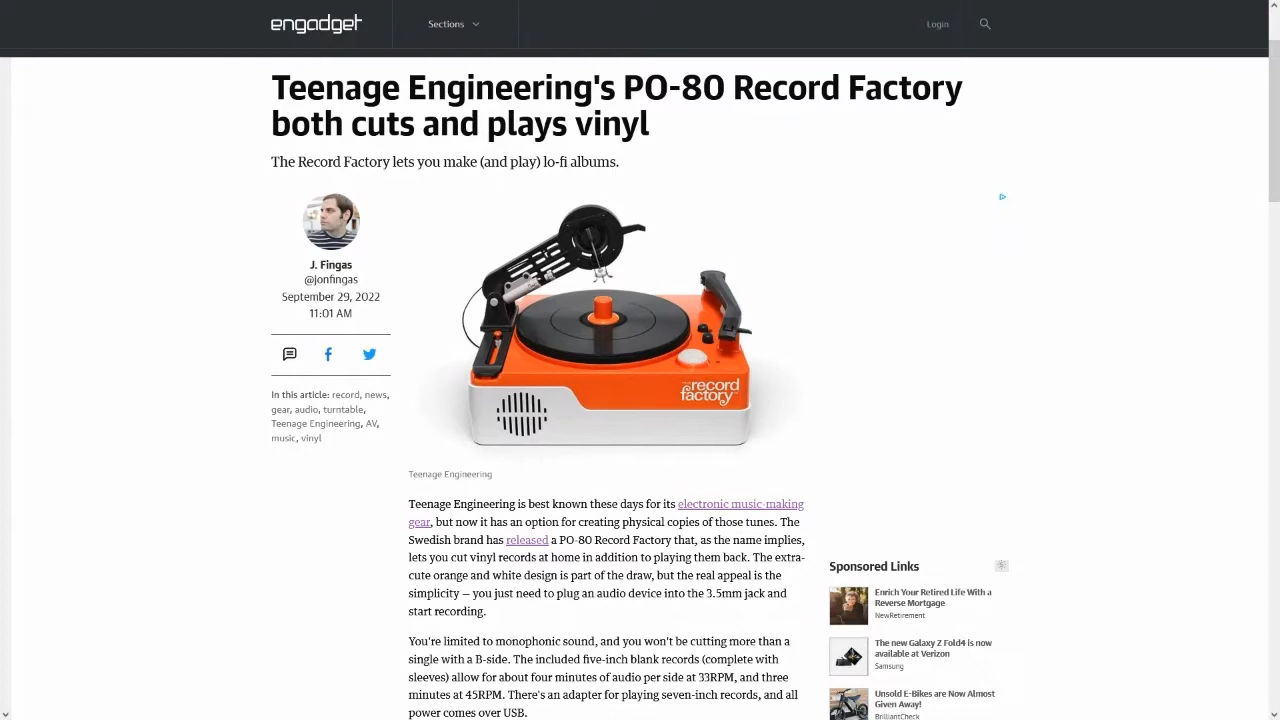 engadget
Sections
Login
Teenage Engineering's PO-80 Record Factory
both cuts and plays vinyl
The Record Factory lets you make (and play) lo-fi albums.
J. Fingas
@jonfingas
September 29, 2022
11:01 AM
In this article: record, news,
gear, audio, turntable,
Teenage Engineering, AV,
music, vinyl
record
factory
Teenage Engineering
Teenage Engineering is best known these days for its electronic music-making
gear, but now it has an option for creating physical copies of those tunes. The
Swedish brand has released a PO-80 Record Factory that, as the name implies,
lets you cut vinyl records at home in addition to playing them back. The extra-
cute orange and white design is part of the draw, but the real appeal is the
simplicity — you just need to plug an audio device into the 3.5mm jack and
start recording.
You're limited to monophonic sound, and you won't be cutting more than a
single with a B-side. The included five-inch blank records (complete with
sleeves) allow for about four minutes of audio per side at 33RPM, and three
minutes at 45RPM. There's an adapter for playing seven-inch records, and all
power comes over USB.
Sponsored Links
Enrich Your Retired Life With a
Reverse Mortgage
NewRetirement
The new Galaxy Z Fold4 is now
available at Verizon
Samsung
Unsold E-Bikes are Now Almost
Given Away!
BrilliantCheck